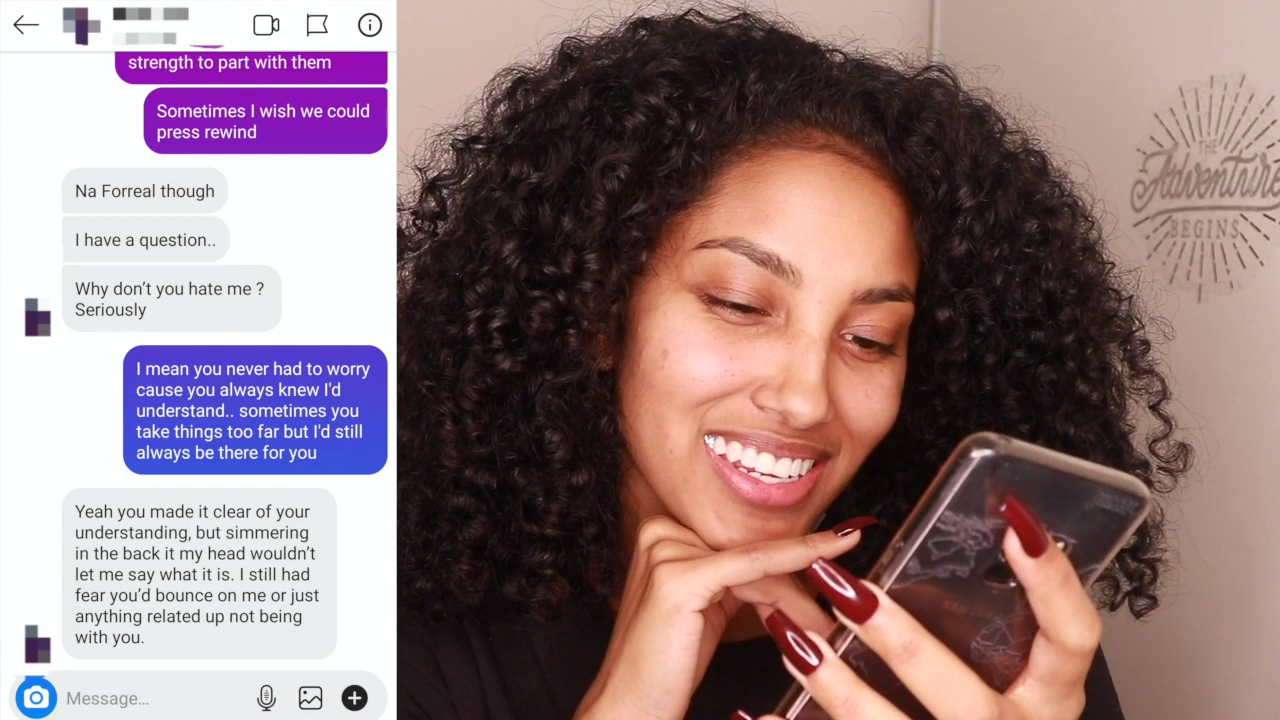 strength to part with them
Sometimes I wish we could
press rewind
Na Forreal though
I have a question..
Why don't you hate me ?
Seriously
I mean you never had to worry
cause you always knew I'd
understand.. sometimes you
take things too far but I'd still
always be there for you
Yeah you made it clear of your
understanding, but simmering
in the back it my head wouldn't
let me say what it is. I still had
fear you'd bounce on me or just
anything related up not being
with you.
Message...
THE
Adventure
BEGINS